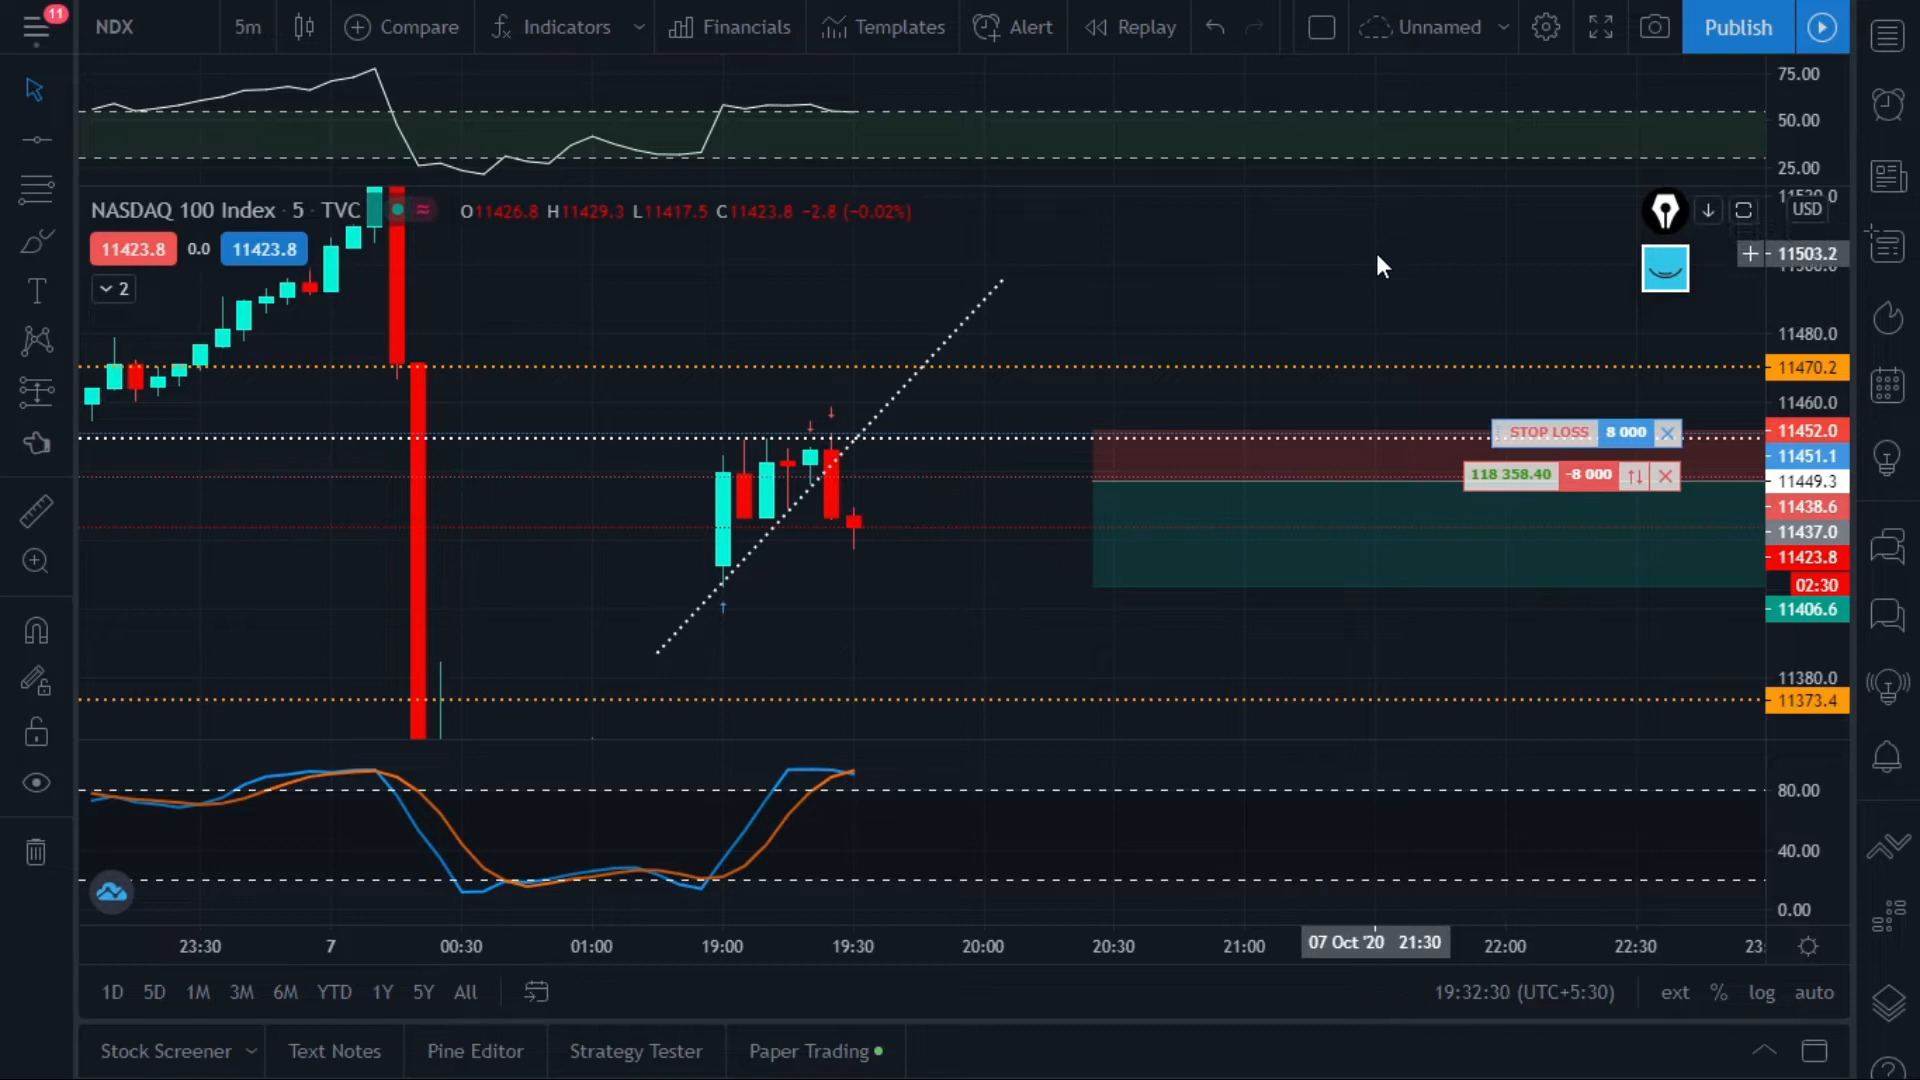 11
NDX
5m
Compare
Indicators
Financials
Templates
Alert
Replay
Unnamed
Publish
75.00
50.00
25.00
NASDAQ 100 Index · 5 · TVC
O11426.8 H11429.3 L11417.5 C11423.8 -2.8 (-0.02%)
USD
11423.8
0.0
11423.8
11503.2
2
11480.0
11470.2
11460.0
STOP LOSS 8 000
11452.0
11451.1
118 358.40 -8 000
11449.3
11438.6
11437.0
11423.8
02:30
11406.6
11380.0
11373.4
80.00
40.00
0.00
23:30
7
00:30
01:00
19:00
19:30
20:00
20:30
21:00
07 Oct '20 21:30
22:00
22:30
23:
1D 5D 1M 3M 6M YTD 1Y 5Y All
19:32:30 (UTC+5:30)
ext % log auto
Stock Screener
Text Notes
Pine Editor
Strategy Tester
Paper Trading